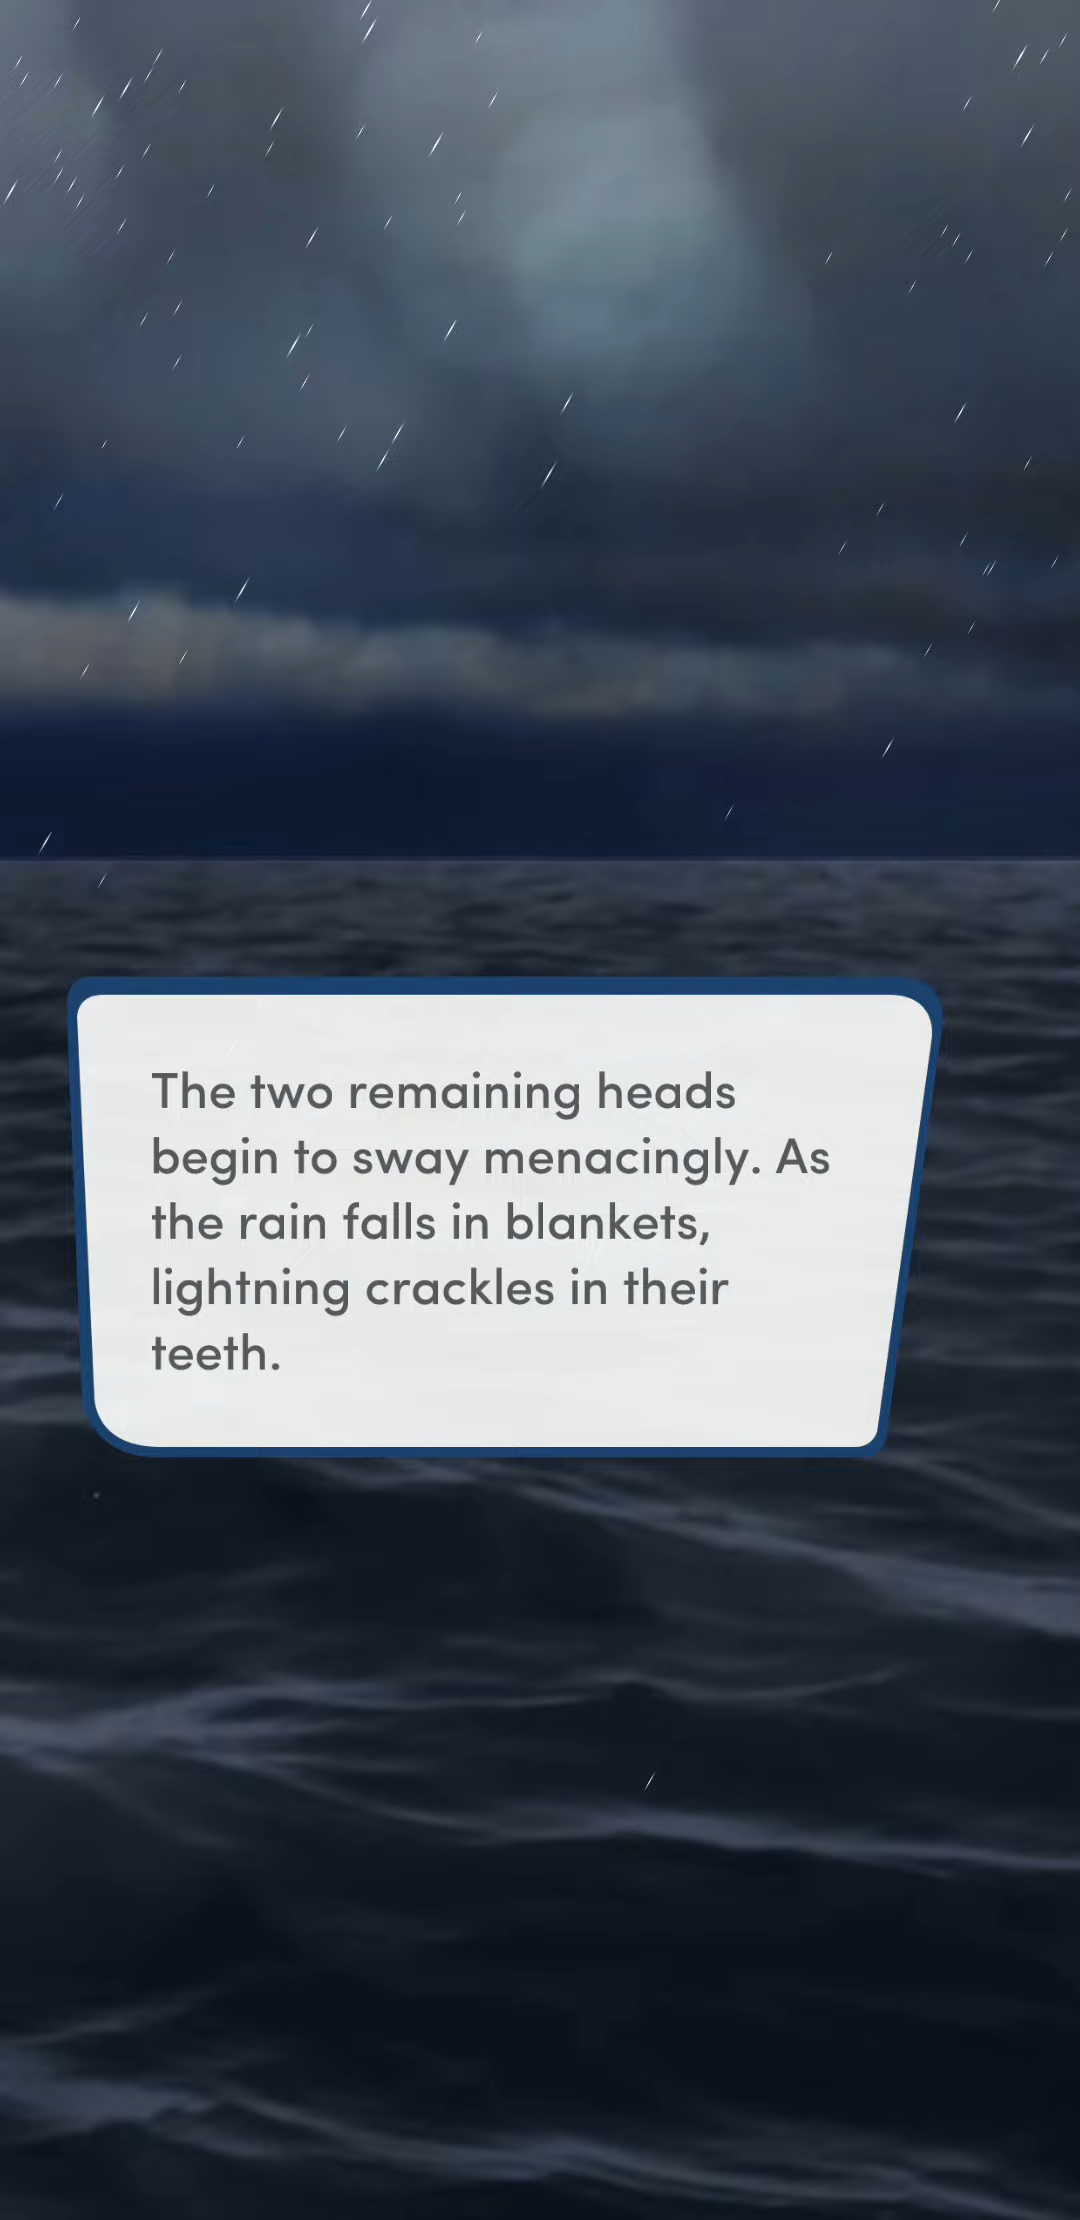 The two remaining heads
begin to sway menacingly. As
the rain falls in blankets,
lightning crackles in their
teeth.